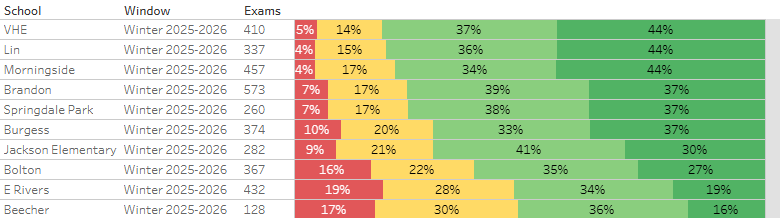 School Window Exams
VHE Winter 2025-2026 410 5% 14% 37% 44%
Lin Winter 2025-2026 337 4% 15% 36% 44%
Morningside Winter 2025-2026 457 4% 17% 34% 44%
Brandon Winter 2025-2026 573 7% 17% 39% 37%
Springdale Park Winter 2025-2026 260 7% 17% 38% 37%
Burgess Winter 2025-2026 374 10% 20% 33% 37%
Jackson Elementary Winter 2025-2026 282 9% 21% 41% 30%
Bolton Winter 2025-2026 367 16% 22% 35% 27%
E Rivers Winter 2025-2026 432 19% 28% 34% 19%
Beecher Winter 2025-2026 128 17% 30% 36% 16%